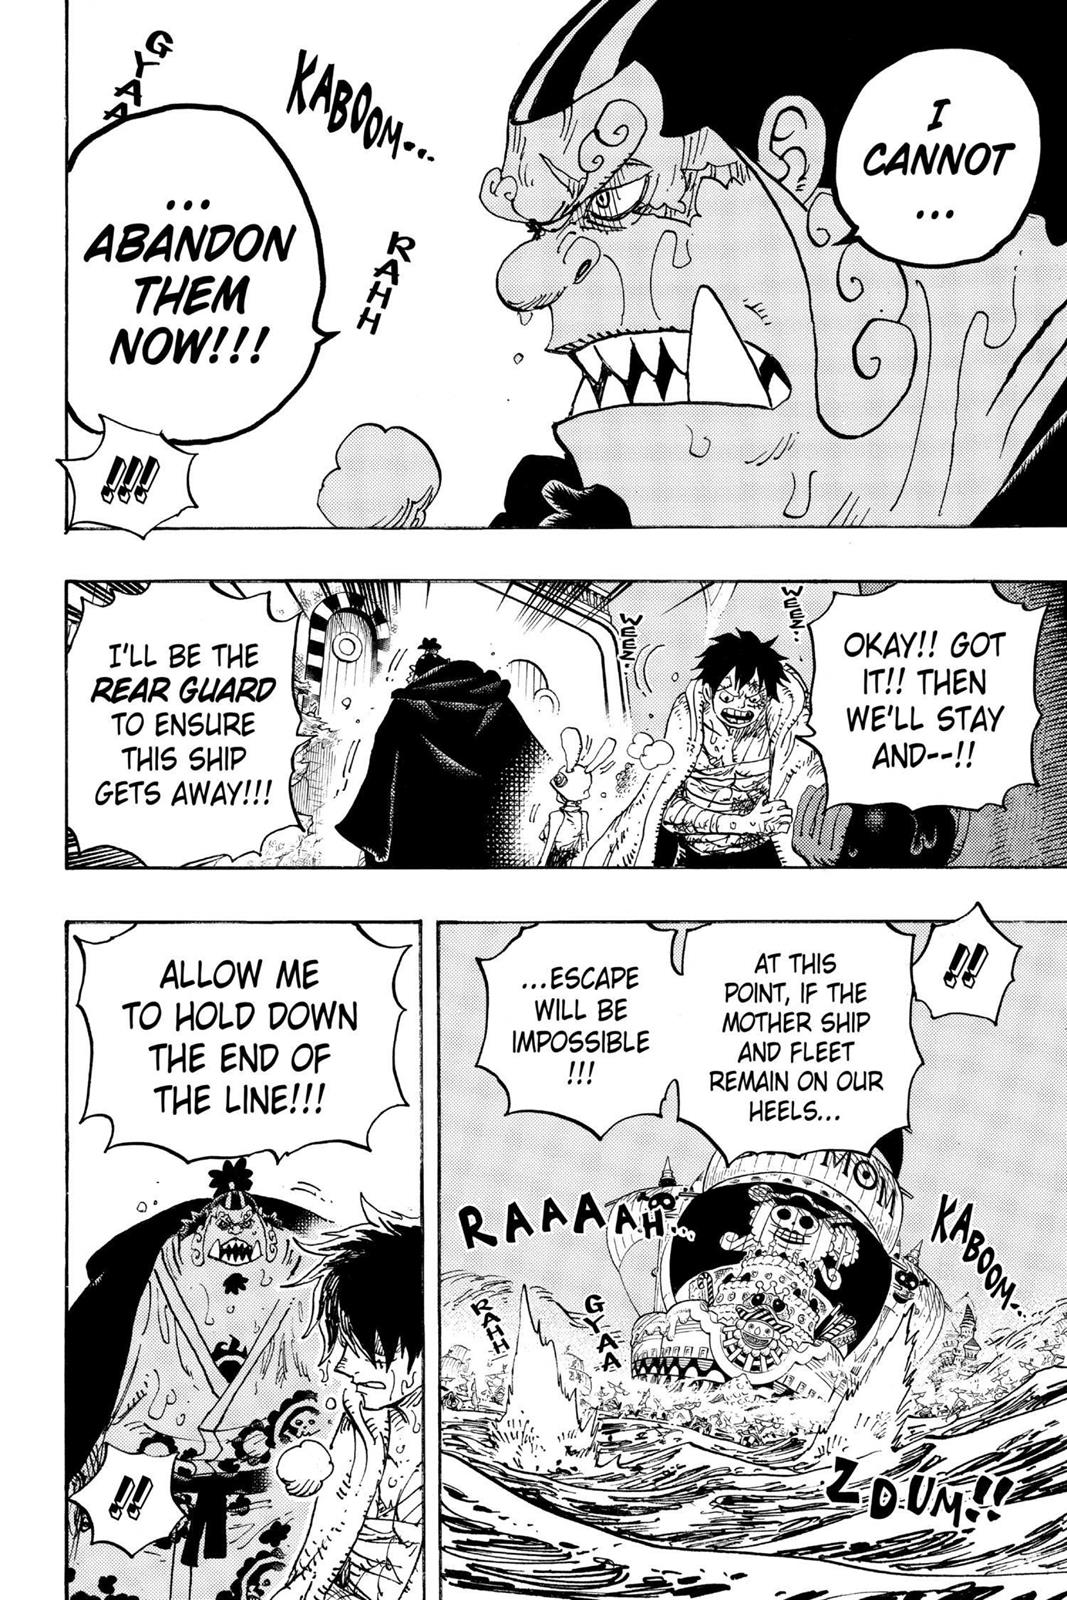 I
CANNOT
...
KABOOM...
GYAA
RAHH
...
ABANDON
THEM
NOW!!!
!!!!
OKAY!! GOT
IT!! THEN
WE'LL STAY
AND--!!
WEEZ..
WEEZ..
I'LL BE THE
REAR GUARD
TO ENSURE
THIS SHIP
GETS AWAY!!!
!!
AT THIS
POINT, IF THE
MOTHER SHIP
AND FLEET
REMAIN ON OUR
HEELS...
...ESCAPE
WILL BE
IMPOSSIBLE
!!!
MOM
KABOOM...
RAAAAAH...
RAHH
GYAA
ZDUM!!
ALLOW ME
TO HOLD DOWN
THE END OF
THE LINE!!!
!!